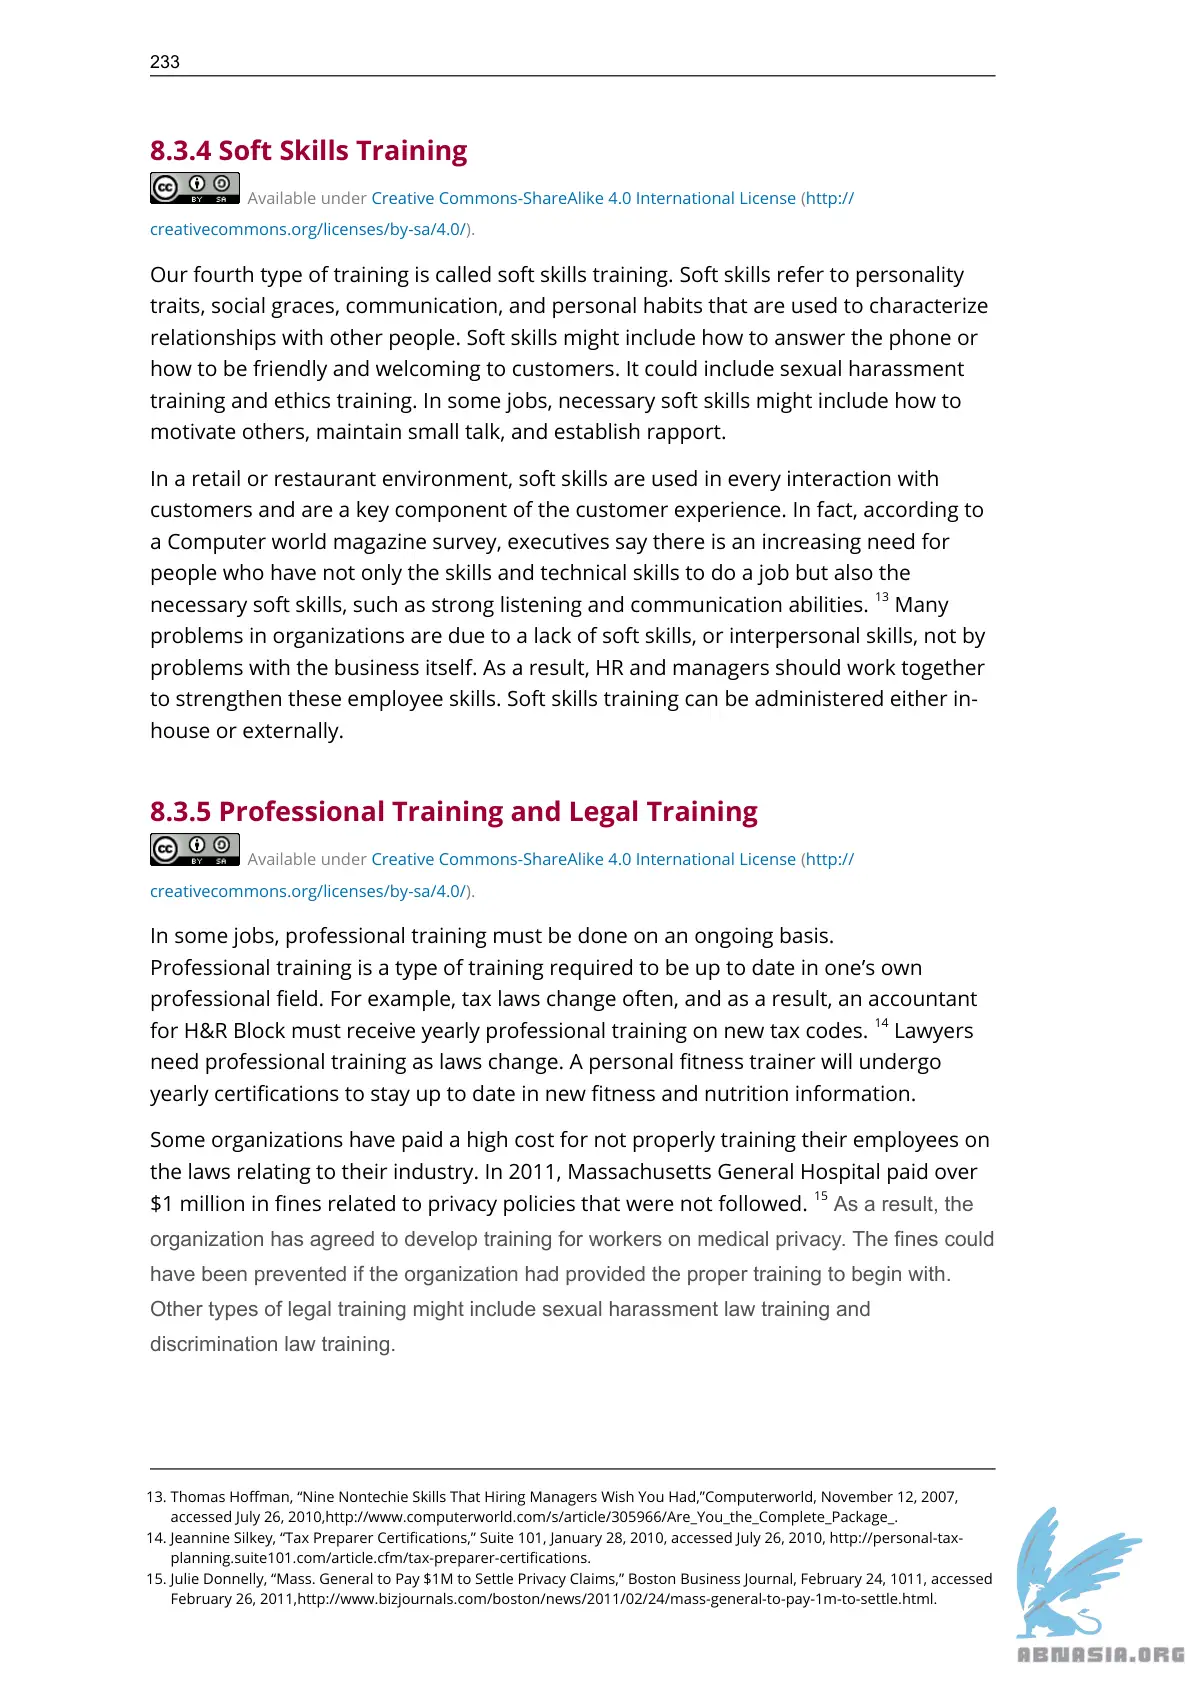 233
8.3.4 Soft Skills Training
cc BY SA Available under Creative Commons-ShareAlike 4.0 International License (http://
creativecommons.org/licenses/by-sa/4.0/).
Our fourth type of training is called soft skills training. Soft skills refer to personality
traits, social graces, communication, and personal habits that are used to characterize
relationships with other people. Soft skills might include how to answer the phone or
how to be friendly and welcoming to customers. It could include sexual harassment
training and ethics training. In some jobs, necessary soft skills might include how to
motivate others, maintain small talk, and establish rapport.
In a retail or restaurant environment, soft skills are used in every interaction with
customers and are a key component of the customer experience. In fact, according to
a Computer world magazine survey, executives say there is an increasing need for
people who have not only the skills and technical skills to do a job but also the
necessary soft skills, such as strong listening and communication abilities. 13 Many
problems in organizations are due to a lack of soft skills, or interpersonal skills, not by
problems with the business itself. As a result, HR and managers should work together
to strengthen these employee skills. Soft skills training can be administered either in-
house or externally.
8.3.5 Professional Training and Legal Training
cc BY SA Available under Creative Commons-ShareAlike 4.0 International License (http://
creativecommons.org/licenses/by-sa/4.0/).
In some jobs, professional training must be done on an ongoing basis.
Professional training is a type of training required to be up to date in one’s own
professional field. For example, tax laws change often, and as a result, an accountant
for H&R Block must receive yearly professional training on new tax codes. 14 Lawyers
need professional training as laws change. A personal fitness trainer will undergo
yearly certifications to stay up to date in new fitness and nutrition information.
Some organizations have paid a high cost for not properly training their employees on
the laws relating to their industry. In 2011, Massachusetts General Hospital paid over
$1 million in fines related to privacy policies that were not followed. 15 As a result, the
organization has agreed to develop training for workers on medical privacy. The fines could
have been prevented if the organization had provided the proper training to begin with.
Other types of legal training might include sexual harassment law training and
discrimination law training.
13. Thomas Hoffman, “Nine Nontechie Skills That Hiring Managers Wish You Had,”Computerworld, November 12, 2007,
accessed July 26, 2010,http://www.computerworld.com/s/article/305966/Are_You_the_Complete_Package_.
14. Jeannine Silkey, “Tax Preparer Certifications,” Suite 101, January 28, 2010, accessed July 26, 2010, http://personal-tax-
planning.suite101.com/article.cfm/tax-preparer-certifications.
15. Julie Donnelly, “Mass. General to Pay $1M to Settle Privacy Claims,” Boston Business Journal, February 24, 1011, accessed
February 26, 2011,http://www.bizjournals.com/boston/news/2011/02/24/mass-general-to-pay-1m-to-settle.html.
ABNASIA.ORG